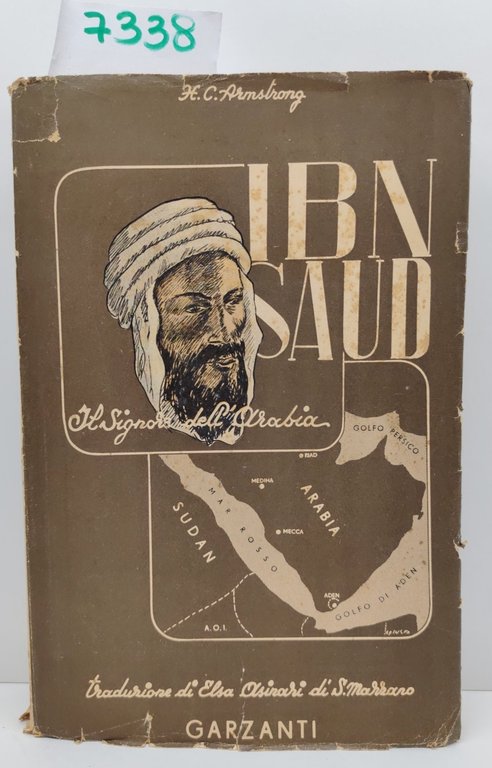 7338
H. C. Armstrong
IBN
SAUD
Il Signore dell'Arabia
GOLFO PERSICO
RIAD
MEDINA
ARABIA
MAR ROSSO
SUDAN
MECCA
ADEN
GOLFO DI ADEN
A.O.I.
traduzione di Elsa Asinari di S. Marzano
GARZANTI